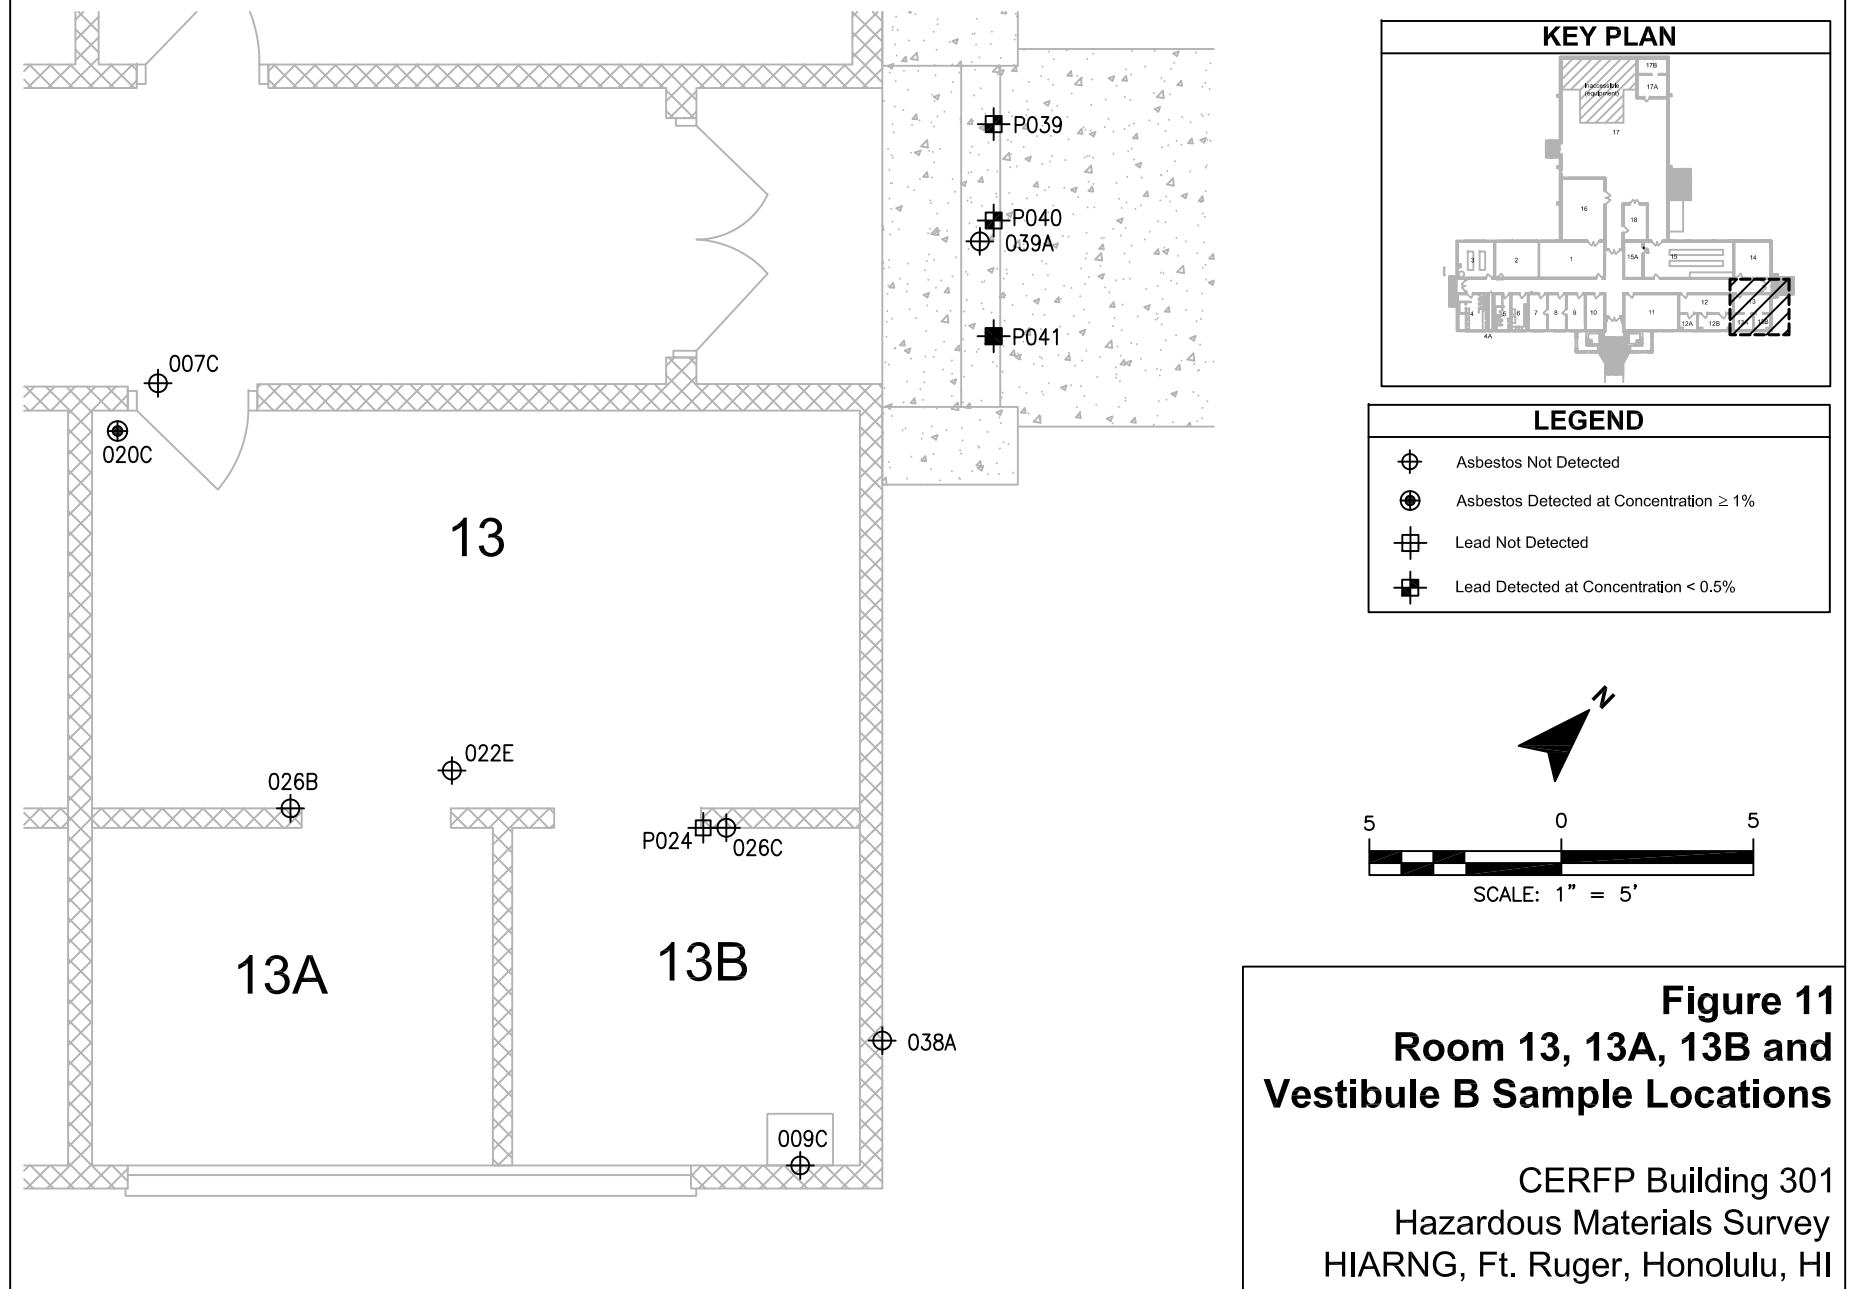 P039
P040
039A
P041
007C
020C
13
022E
026B
P024
026C
13A
13B
038A
009C
KEY PLAN
17B
17A
Inaccessible
(equipment)
17
16
18
3
2
1
15A
15
14
4
5
6
7
8
9
10
11
12
13
12A
12B
13A
13B
4A
LEGEND
Asbestos Not Detected
Asbestos Detected at Concentration ≥ 1%
Lead Not Detected
Lead Detected at Concentration < 0.5%
N
5 0 5
SCALE: 1" = 5'
Figure 11
Room 13, 13A, 13B and
Vestibule B Sample Locations
CERFP Building 301
Hazardous Materials Survey
HIARNG, Ft. Ruger, Honolulu, HI